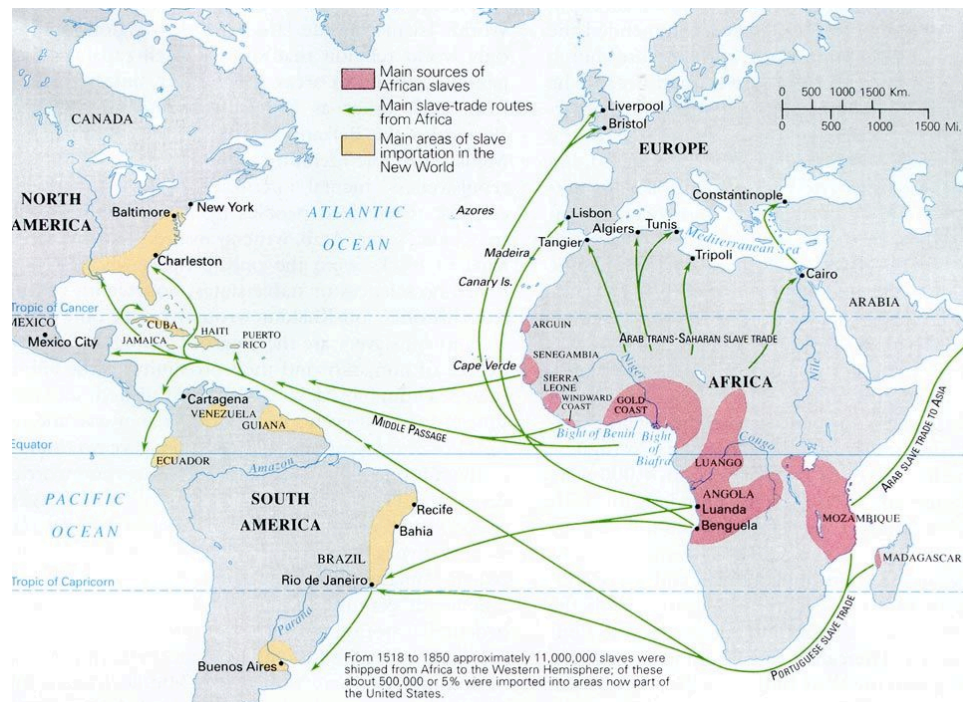 Main sources of
African slaves
Main slave-trade routes
from Africa
Main areas of slave
importation in the
New World
0 500 1000 1500 Km.
0 500 1000 1500 Mi.
CANADA
NORTH
AMERICA
Baltimore
New York
Charleston
ATLANTIC
OCEAN
Azores
Madeira
Canary Is.
Cape Verde
Liverpool
Bristol
EUROPE
Constantinople
Lisbon
Algiers
Tunis
Tangier
Mediterranean Sea
Tripoli
Cairo
ARABIA
Tropic of Cancer
MEXICO
Mexico City
CUBA
JAMAICA
HAITI
PUERTO
RICO
ARGUIN
SENEGAMBIA
SIERRA
LEONE
WINDWARD
COAST
GOLD
COAST
Niger
ARAB TRANS-SAHARAN SLAVE TRADE
AFRICA
Nile
Cartagena
VENEZUELA
GUIANA
MIDDLE PASSAGE
Bight of Benin
Bight
of
Biafra
Congo
ARAB SLAVE TRADE TO ASIA
Equator
ECUADOR
Amazon
LUANGO
ANGOLA
Luanda
Benguela
MOZAMBIQUE
MADAGASCAR
PACIFIC
OCEAN
SOUTH
AMERICA
Recife
Bahia
BRAZIL
Rio de Janeiro
Tropic of Capricorn
Paraná
Buenos Aires
PORTUGUESE SLAVE TRADE
From 1518 to 1850 approximately 11,000,000 slaves were
shipped from Africa to the Western Hemisphere; of these
about 500,000 or 5% were imported into areas now part of
the United States.